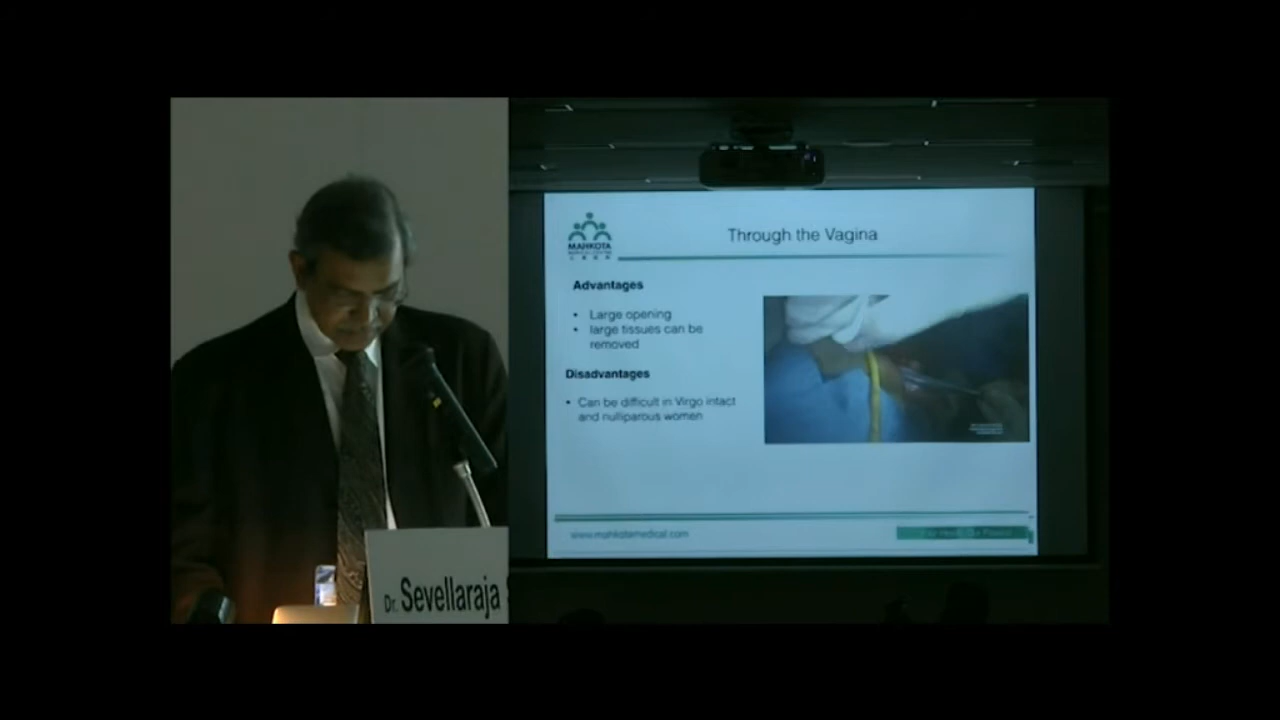 MAHKOTA
Through the Vagina
Advantages
• Large opening
• large tissues can be
removed
Disadvantages
• Can be difficult in Virgo intact
and nulliparous women
www.mahkotamedical.com
Dr. Sevellaraja